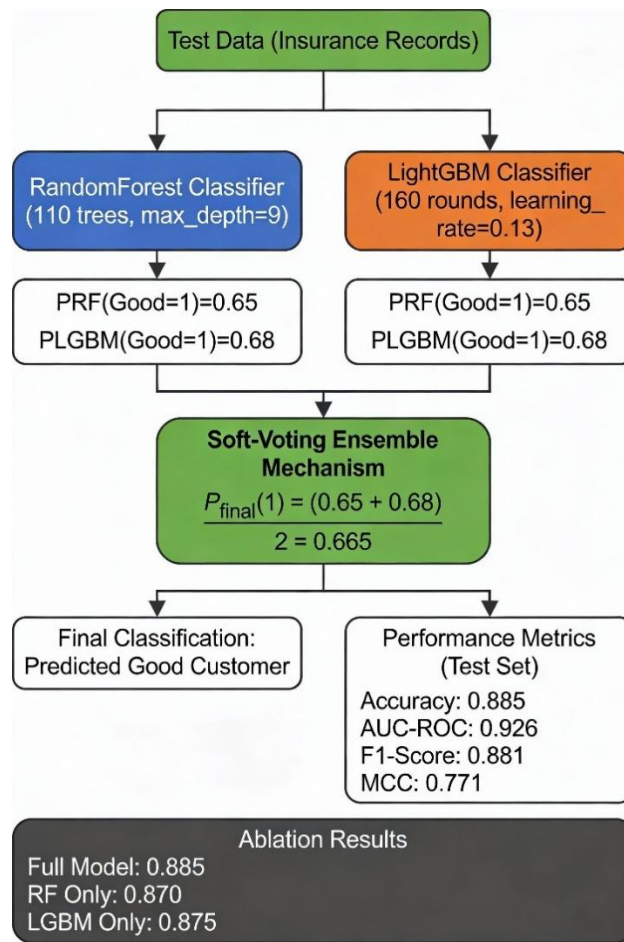 Test Data (Insurance Records)
RandomForest Classifier
(110 trees, max_depth=9)
LightGBM Classifier
(160 rounds, learning_
rate=0.13)
PRF(Good=1)=0.65
PLGBM(Good=1)=0.68
PRF(Good=1)=0.65
PLGBM(Good=1)=0.68
Soft-Voting Ensemble
Mechanism
P_final(1) = (0.65 + 0.68)
2 = 0.665
Final Classification:
Predicted Good Customer
Performance Metrics
(Test Set)
Accuracy: 0.885
AUC-ROC: 0.926
F1-Score: 0.881
MCC: 0.771
Ablation Results
Full Model: 0.885
RF Only: 0.870
LGBM Only: 0.875